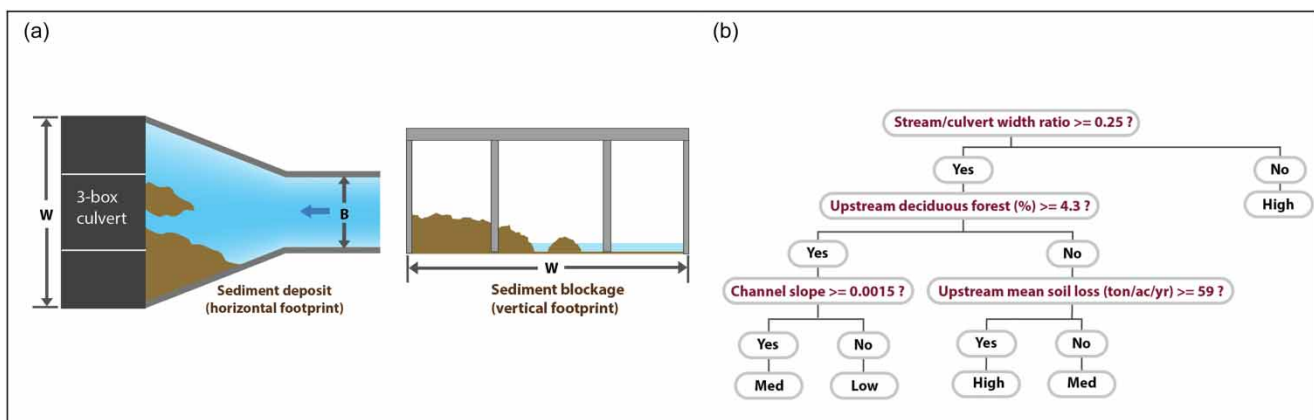 (a)
W
3-box
culvert
B
Sediment deposit
(horizontal footprint)
W
Sediment blockage
(vertical footprint)
(b)
Stream/culvert width ratio >= 0.25 ?
Yes
No
High
Upstream deciduous forest (%) >= 4.3 ?
Yes
No
Channel slope >= 0.0015 ?
Upstream mean soil loss (ton/ac/yr) >= 59 ?
Yes
No
Yes
No
Med
Low
High
Med